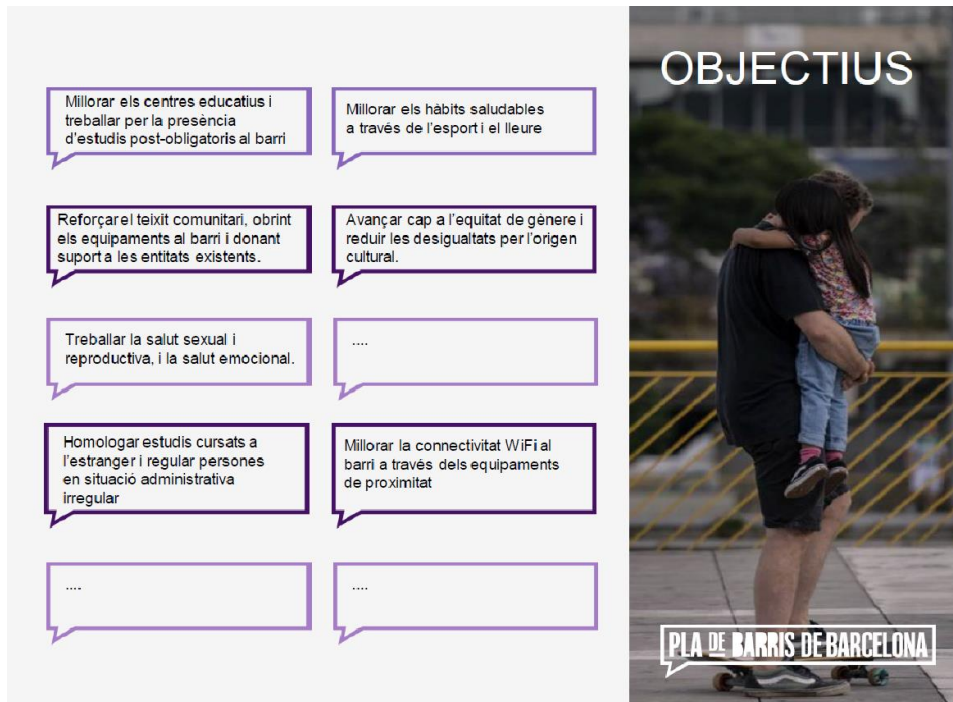 OBJECTIUS
Millorar els centres educatius i
treballar per la presència
d'estudis post-obligatoris al barri
Millorar els hàbits saludables
a través de l'esport i el lleure
Reforçar el teixit comunitari, obrint
els equipaments al barri i donant
suport a les entitats existents.
Avançar cap a l'equitat de gènere i
reduir les desigualtats per l'origen
cultural.
Treballar la salut sexual i
reproductiva, i la salut emocional.
....
Homologar estudis cursats a
l'estranger i regular persones
en situació administrativa
irregular
Millorar la connectivitat WiFi al
barri a través dels equipaments
de proximitat
....
....
PLA DE BARRIS DE BARCELONA